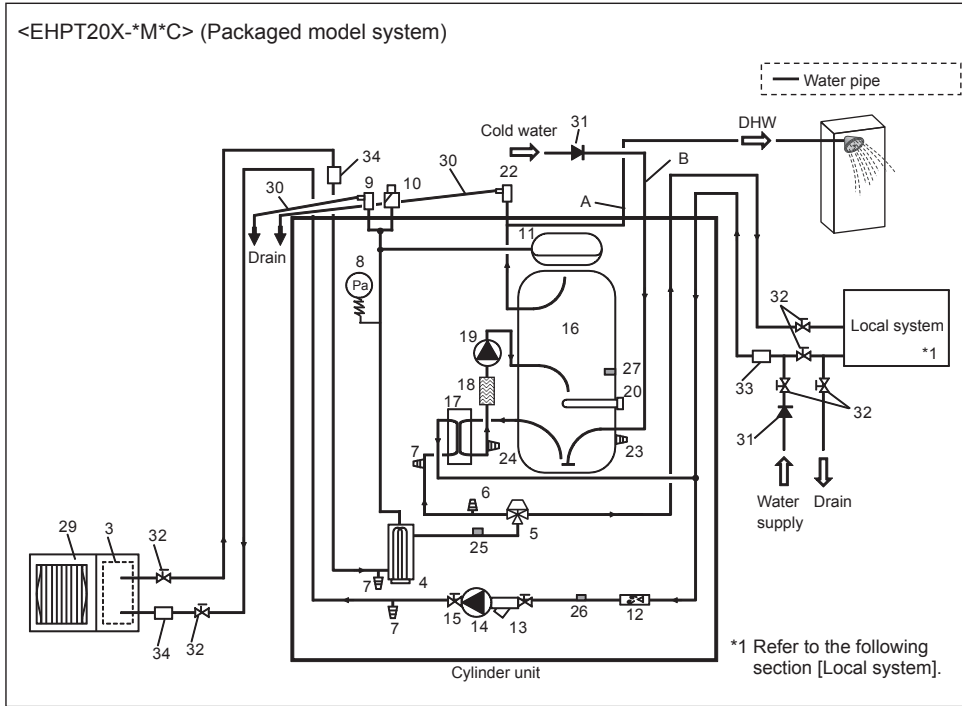 <EHPT20X-*M*C> (Packaged model system)
Water pipe
Cold water
31
DHW
34
9
10
30
22
B
30
A
Drain
11
8
Pa
32
Local system
*1
16
19
27
33
18
20
17
32
7
24
23
31
6
5
Water
supply
Drain
29
3
32
25
7
4
34
32
7
15
14
13
26
12
*1 Refer to the following
section [Local system].
Cylinder unit